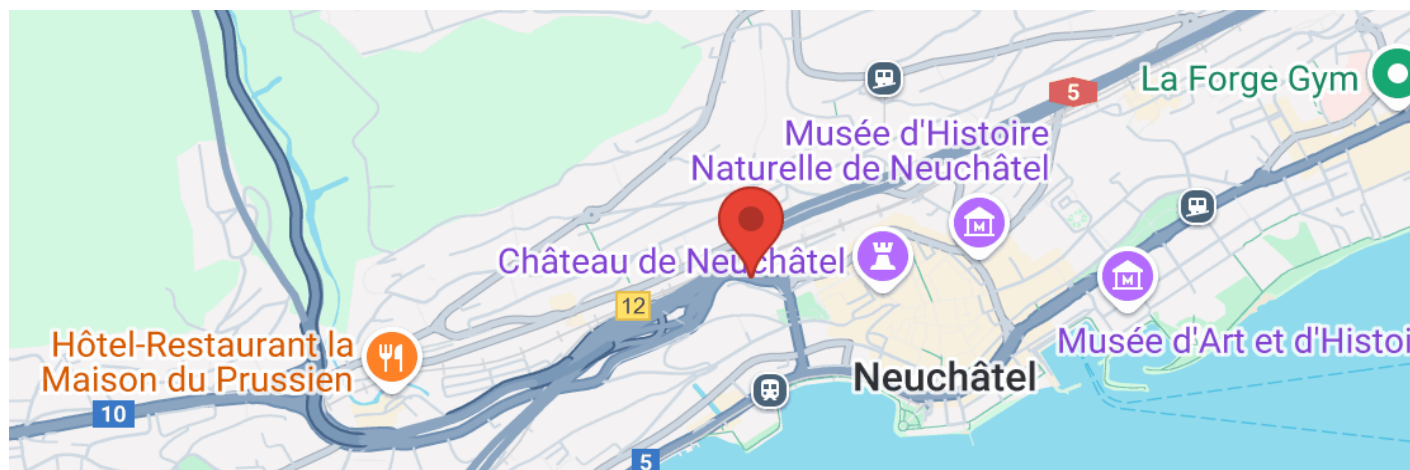 5
La Forge Gym
Musée d'Histoire
Naturelle de Neuchâtel
Château de Neuchâtel
12
Hôtel-Restaurant la
Maison du Prussien
Musée d'Art et d'Histoi
Neuchâtel
10
5